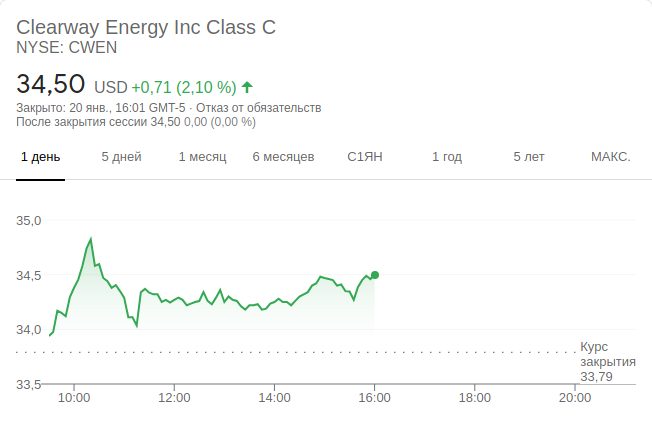 Clearway Energy Inc Class C
NYSE: CWEN
34,50 USD +0,71 (2,10 %)
Закрыто: 20 янв., 16:01 GMT-5 · Отказ от обязательств
После закрытия сессии 34,50 0,00 (0,00 %)
1 день 5 дней 1 месяц 6 месяцев С1ЯН 1 год 5 лет МАКС.
35,0
34,5
34,0
Курс
закрытия
33,79
33,5
10:00 12:00 14:00 16:00 18:00 20:00